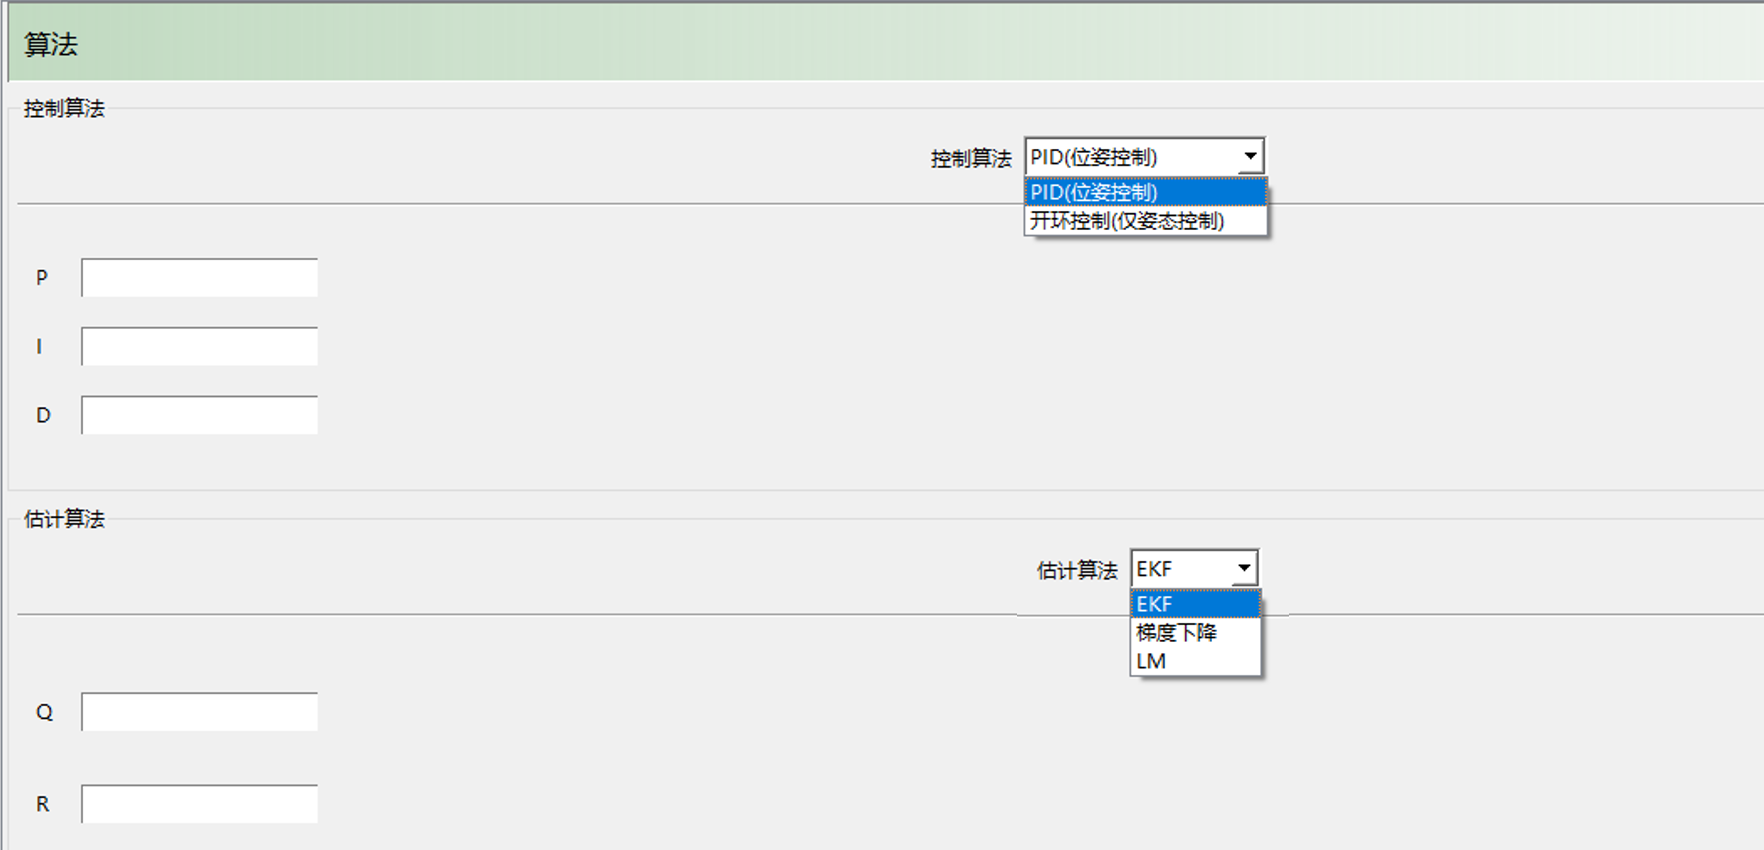 算法
控制算法
控制算法 PID(位姿控制)
PID(位姿控制)
开环控制(仅姿态控制)
P
I
D
估计算法
估计算法 EKF
EKF
梯度下降
LM
Q
R